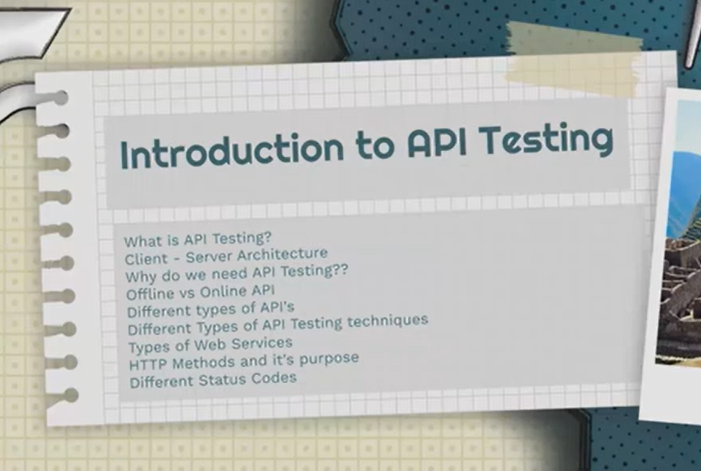 Introduction to API Testing
What is API Testing?
Client - Server Architecture
Why do we need API Testing??
Offline vs Online API
Different types of API's
Different Types of API Testing techniques
Types of Web Services
HTTP Methods and it's purpose
Different Status Codes